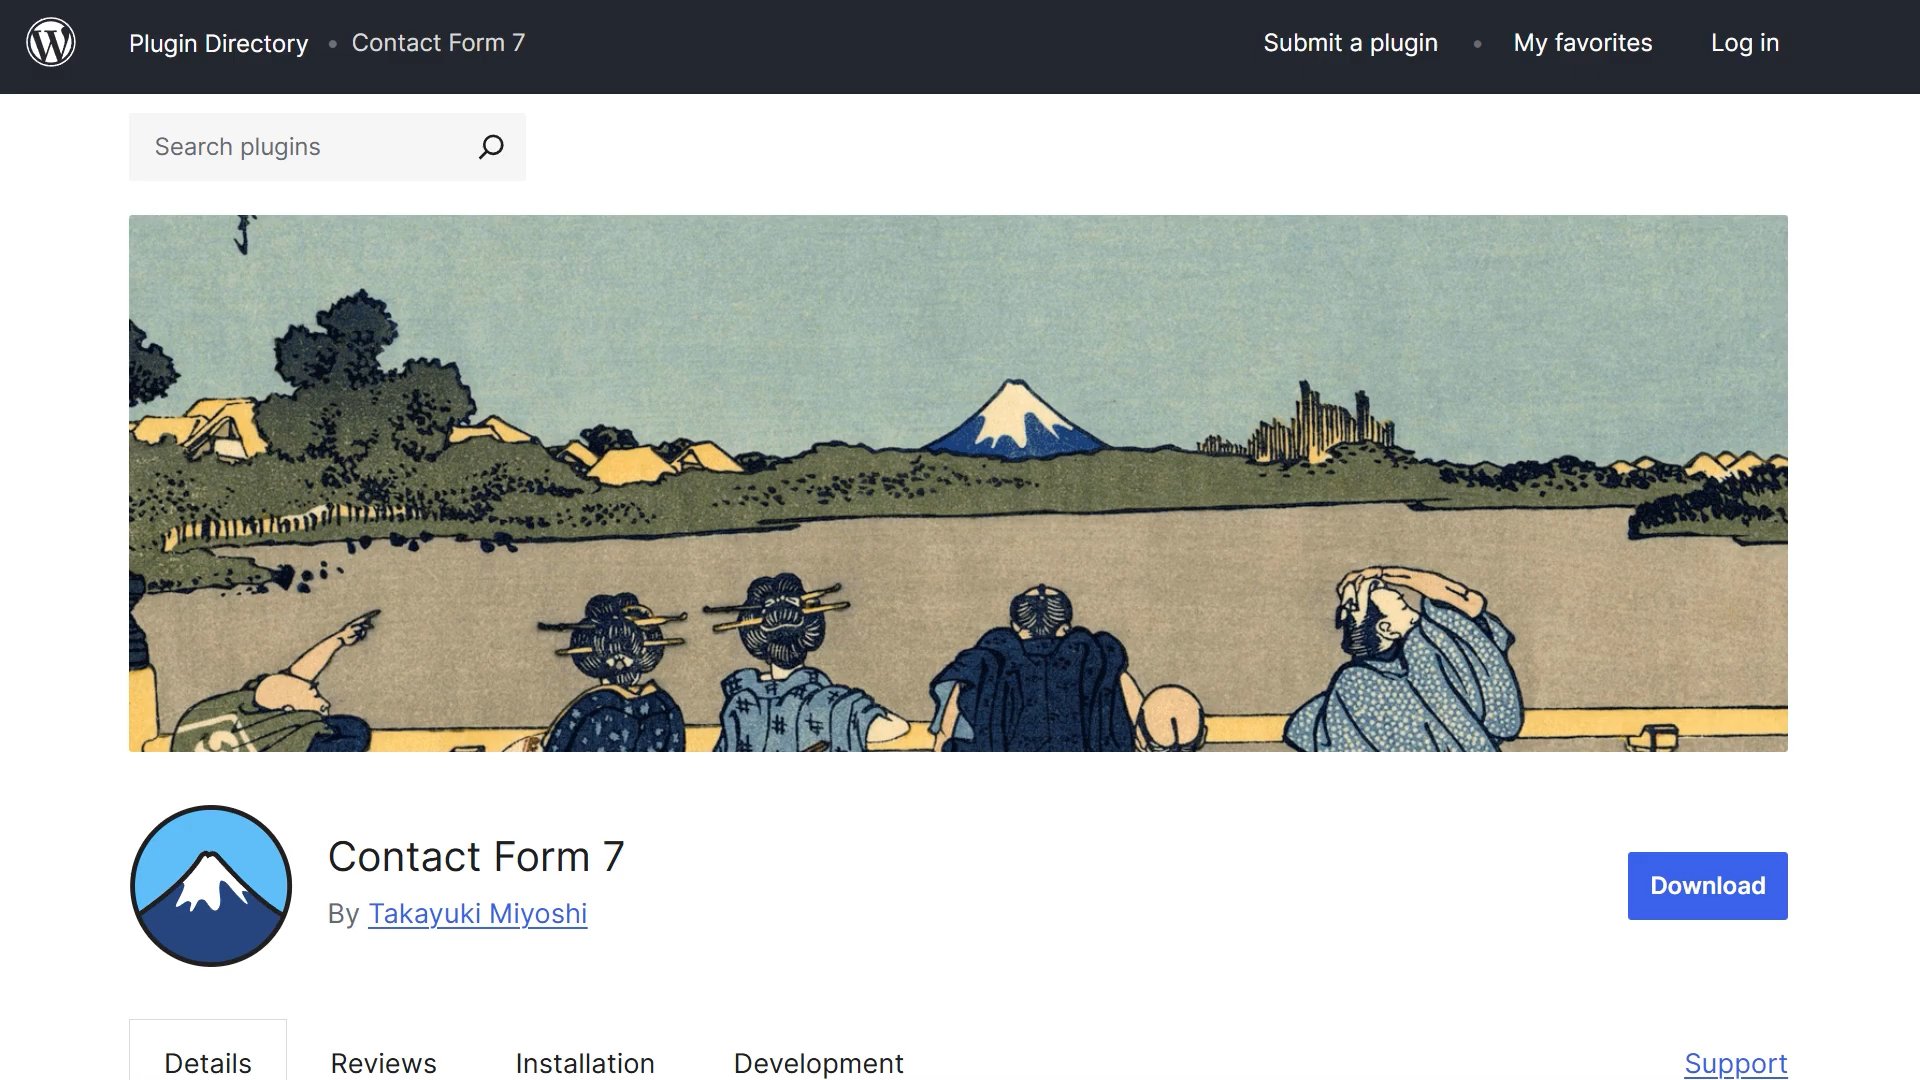 Plugin Directory • Contact Form 7
Submit a plugin • My favorites Log in
Search plugins
Contact Form 7
By Takayuki Miyoshi
Download
Details Reviews Installation Development Support